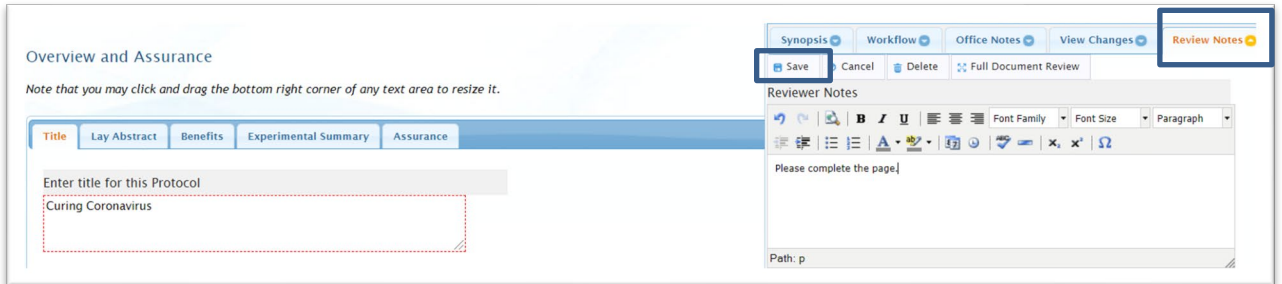 Overview and Assurance
Note that you may click and drag the bottom right corner of any text area to resize it.
Title Lay Abstract Benefits Experimental Summary Assurance
Enter title for this Protocol
Curing Coronavirus
Synopsis Workflow Office Notes View Changes Review Notes
Save Cancel Delete Full Document Review
Reviewer Notes
B I U Font Family Font Size Paragraph
A ab ABC x, x² Ω
Please complete the page.
Path: p